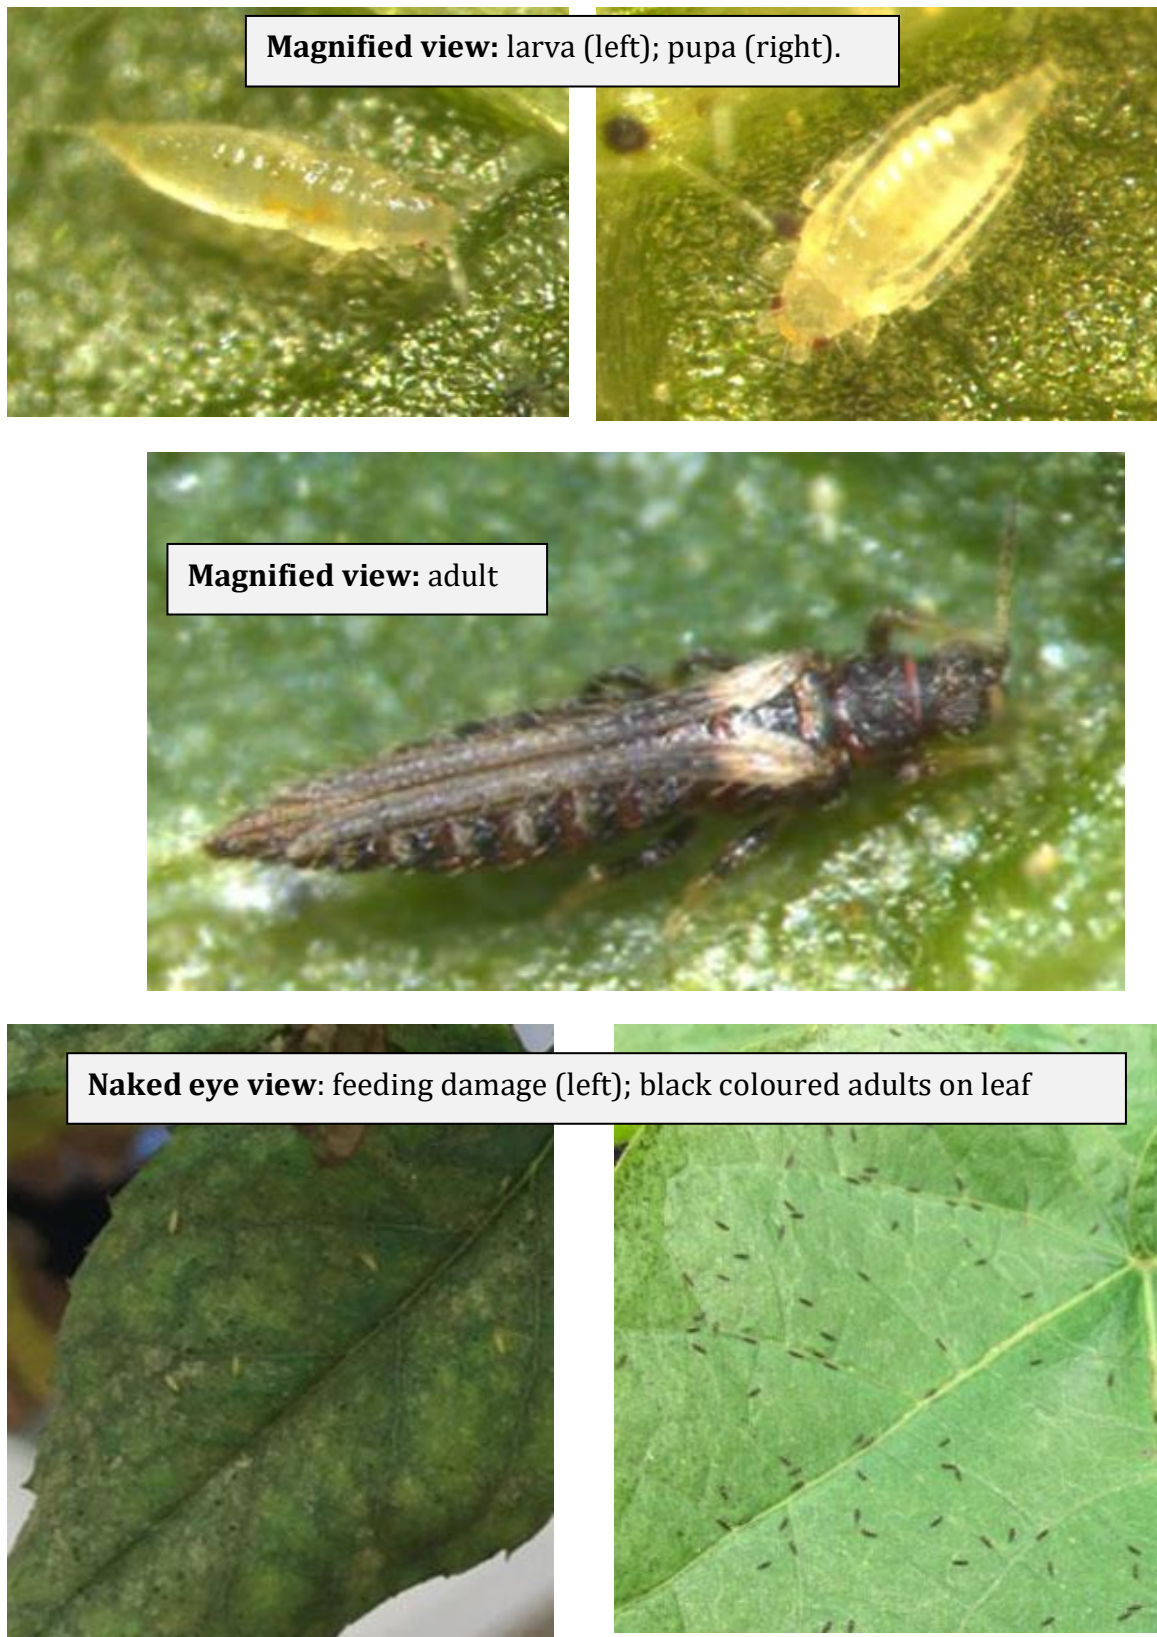 Magnified view: larva (left); pupa (right).
Magnified view: adult
Naked eye view: feeding damage (left); black coloured adults on leaf